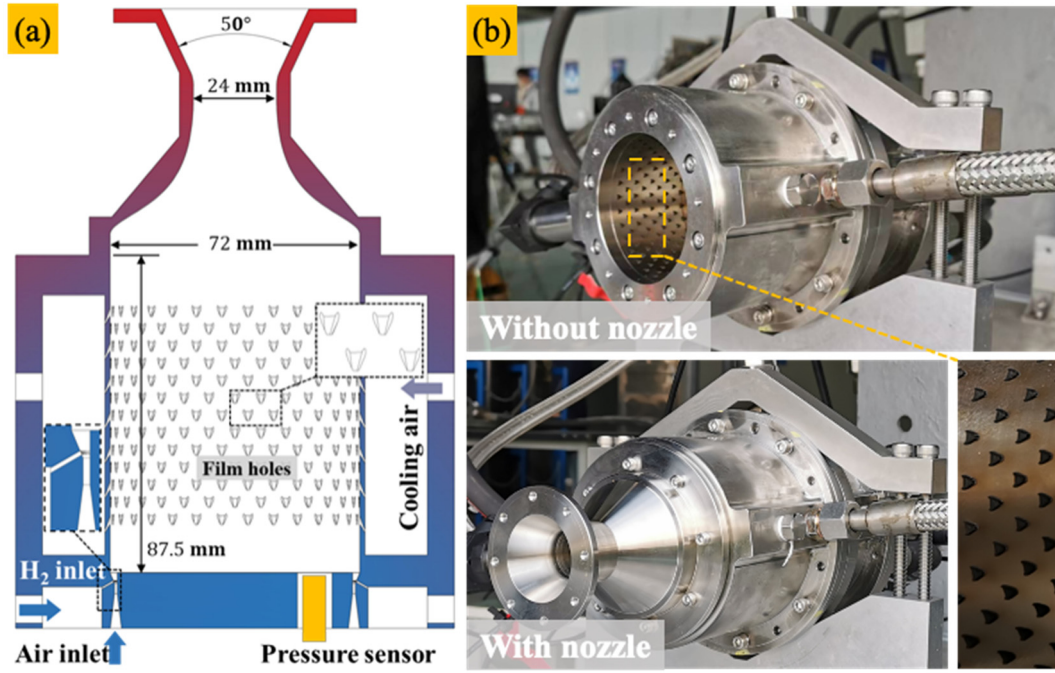 (a)
50°
24 mm
72 mm
Film holes
Cooling air
87.5 mm
H₂ inlet
Air inlet
Pressure sensor
(b)
Without nozzle
With nozzle